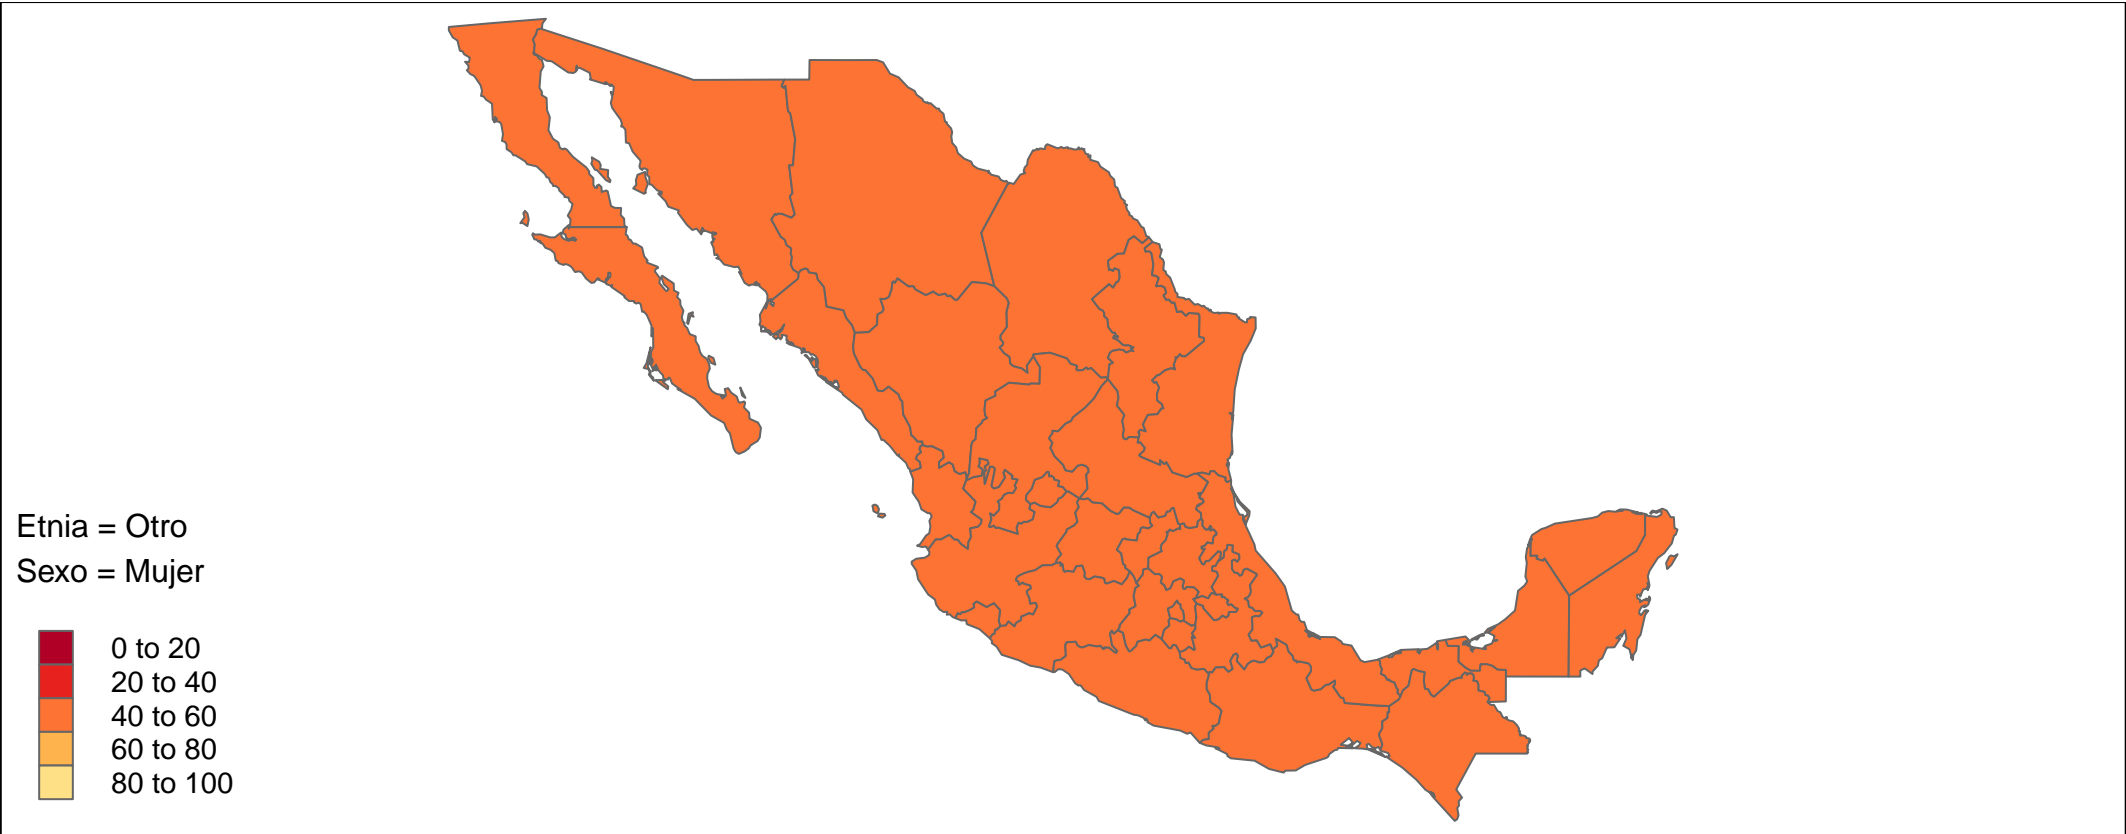 Etnia = Otro
Sexo = Mujer
0 to 20
20 to 40
40 to 60
60 to 80
80 to 100